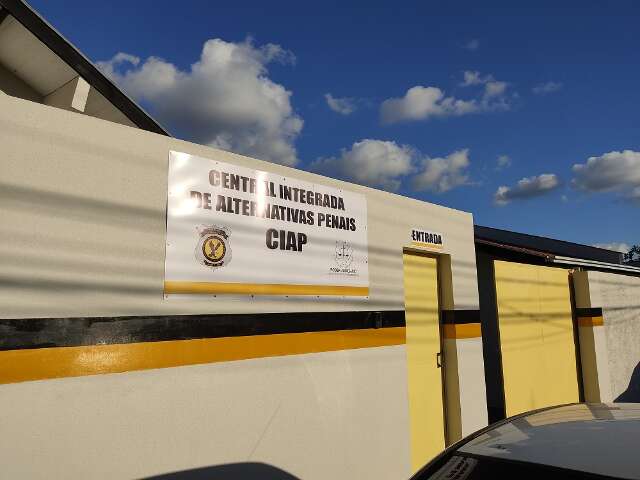 CENTRAL INTEGRADA
DE ALTERNATIVAS PENAIS
CIAP
ENTRADA